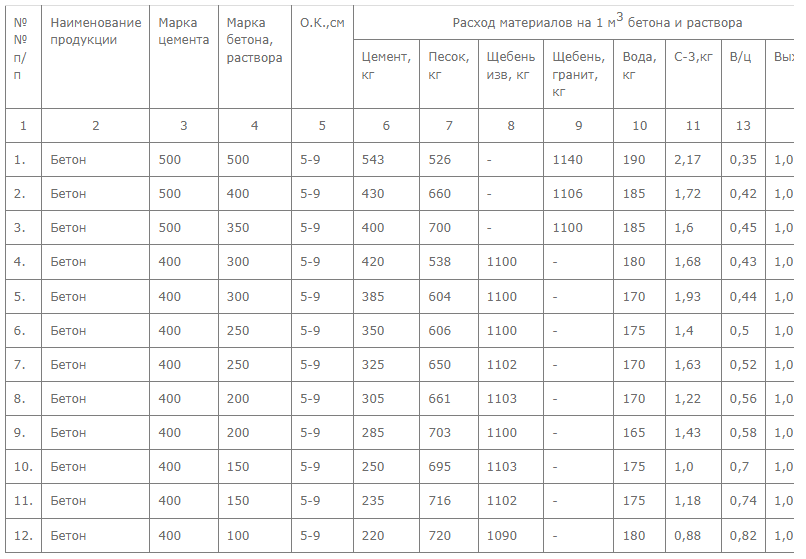 № № п/п Наименование продукции Марка цемента Марка бетона, раствора О.К.,см Расход материалов на 1 м3 бетона и раствора
Цемент, кг Песок, кг Щебень изв, кг Щебень, гранит, кг Вода, кг С-3,кг В/ц
1 2 3 4 5 6 7 8 9 10 11 13
1. Бетон 500 500 5-9 543 526 - 1140 190 2,17 0,35 1,0
2. Бетон 500 400 5-9 430 660 - 1106 185 1,72 0,42 1,0
3. Бетон 500 350 5-9 400 700 - 1100 185 1,6 0,45 1,0
4. Бетон 400 300 5-9 420 538 1100 - 180 1,68 0,43 1,0
5. Бетон 400 300 5-9 385 604 1100 - 170 1,93 0,44 1,0
6. Бетон 400 250 5-9 350 606 1100 - 175 1,4 0,5 1,0
7. Бетон 400 250 5-9 325 650 1102 - 170 1,63 0,52 1,0
8. Бетон 400 200 5-9 305 661 1103 - 170 1,22 0,56 1,0
9. Бетон 400 200 5-9 285 703 1100 - 165 1,43 0,58 1,0
10. Бетон 400 150 5-9 250 695 1103 - 175 1,0 0,7 1,0
11. Бетон 400 150 5-9 235 716 1102 - 175 1,18 0,74 1,0
12. Бетон 400 100 5-9 220 720 1090 - 180 0,88 0,82 1,0